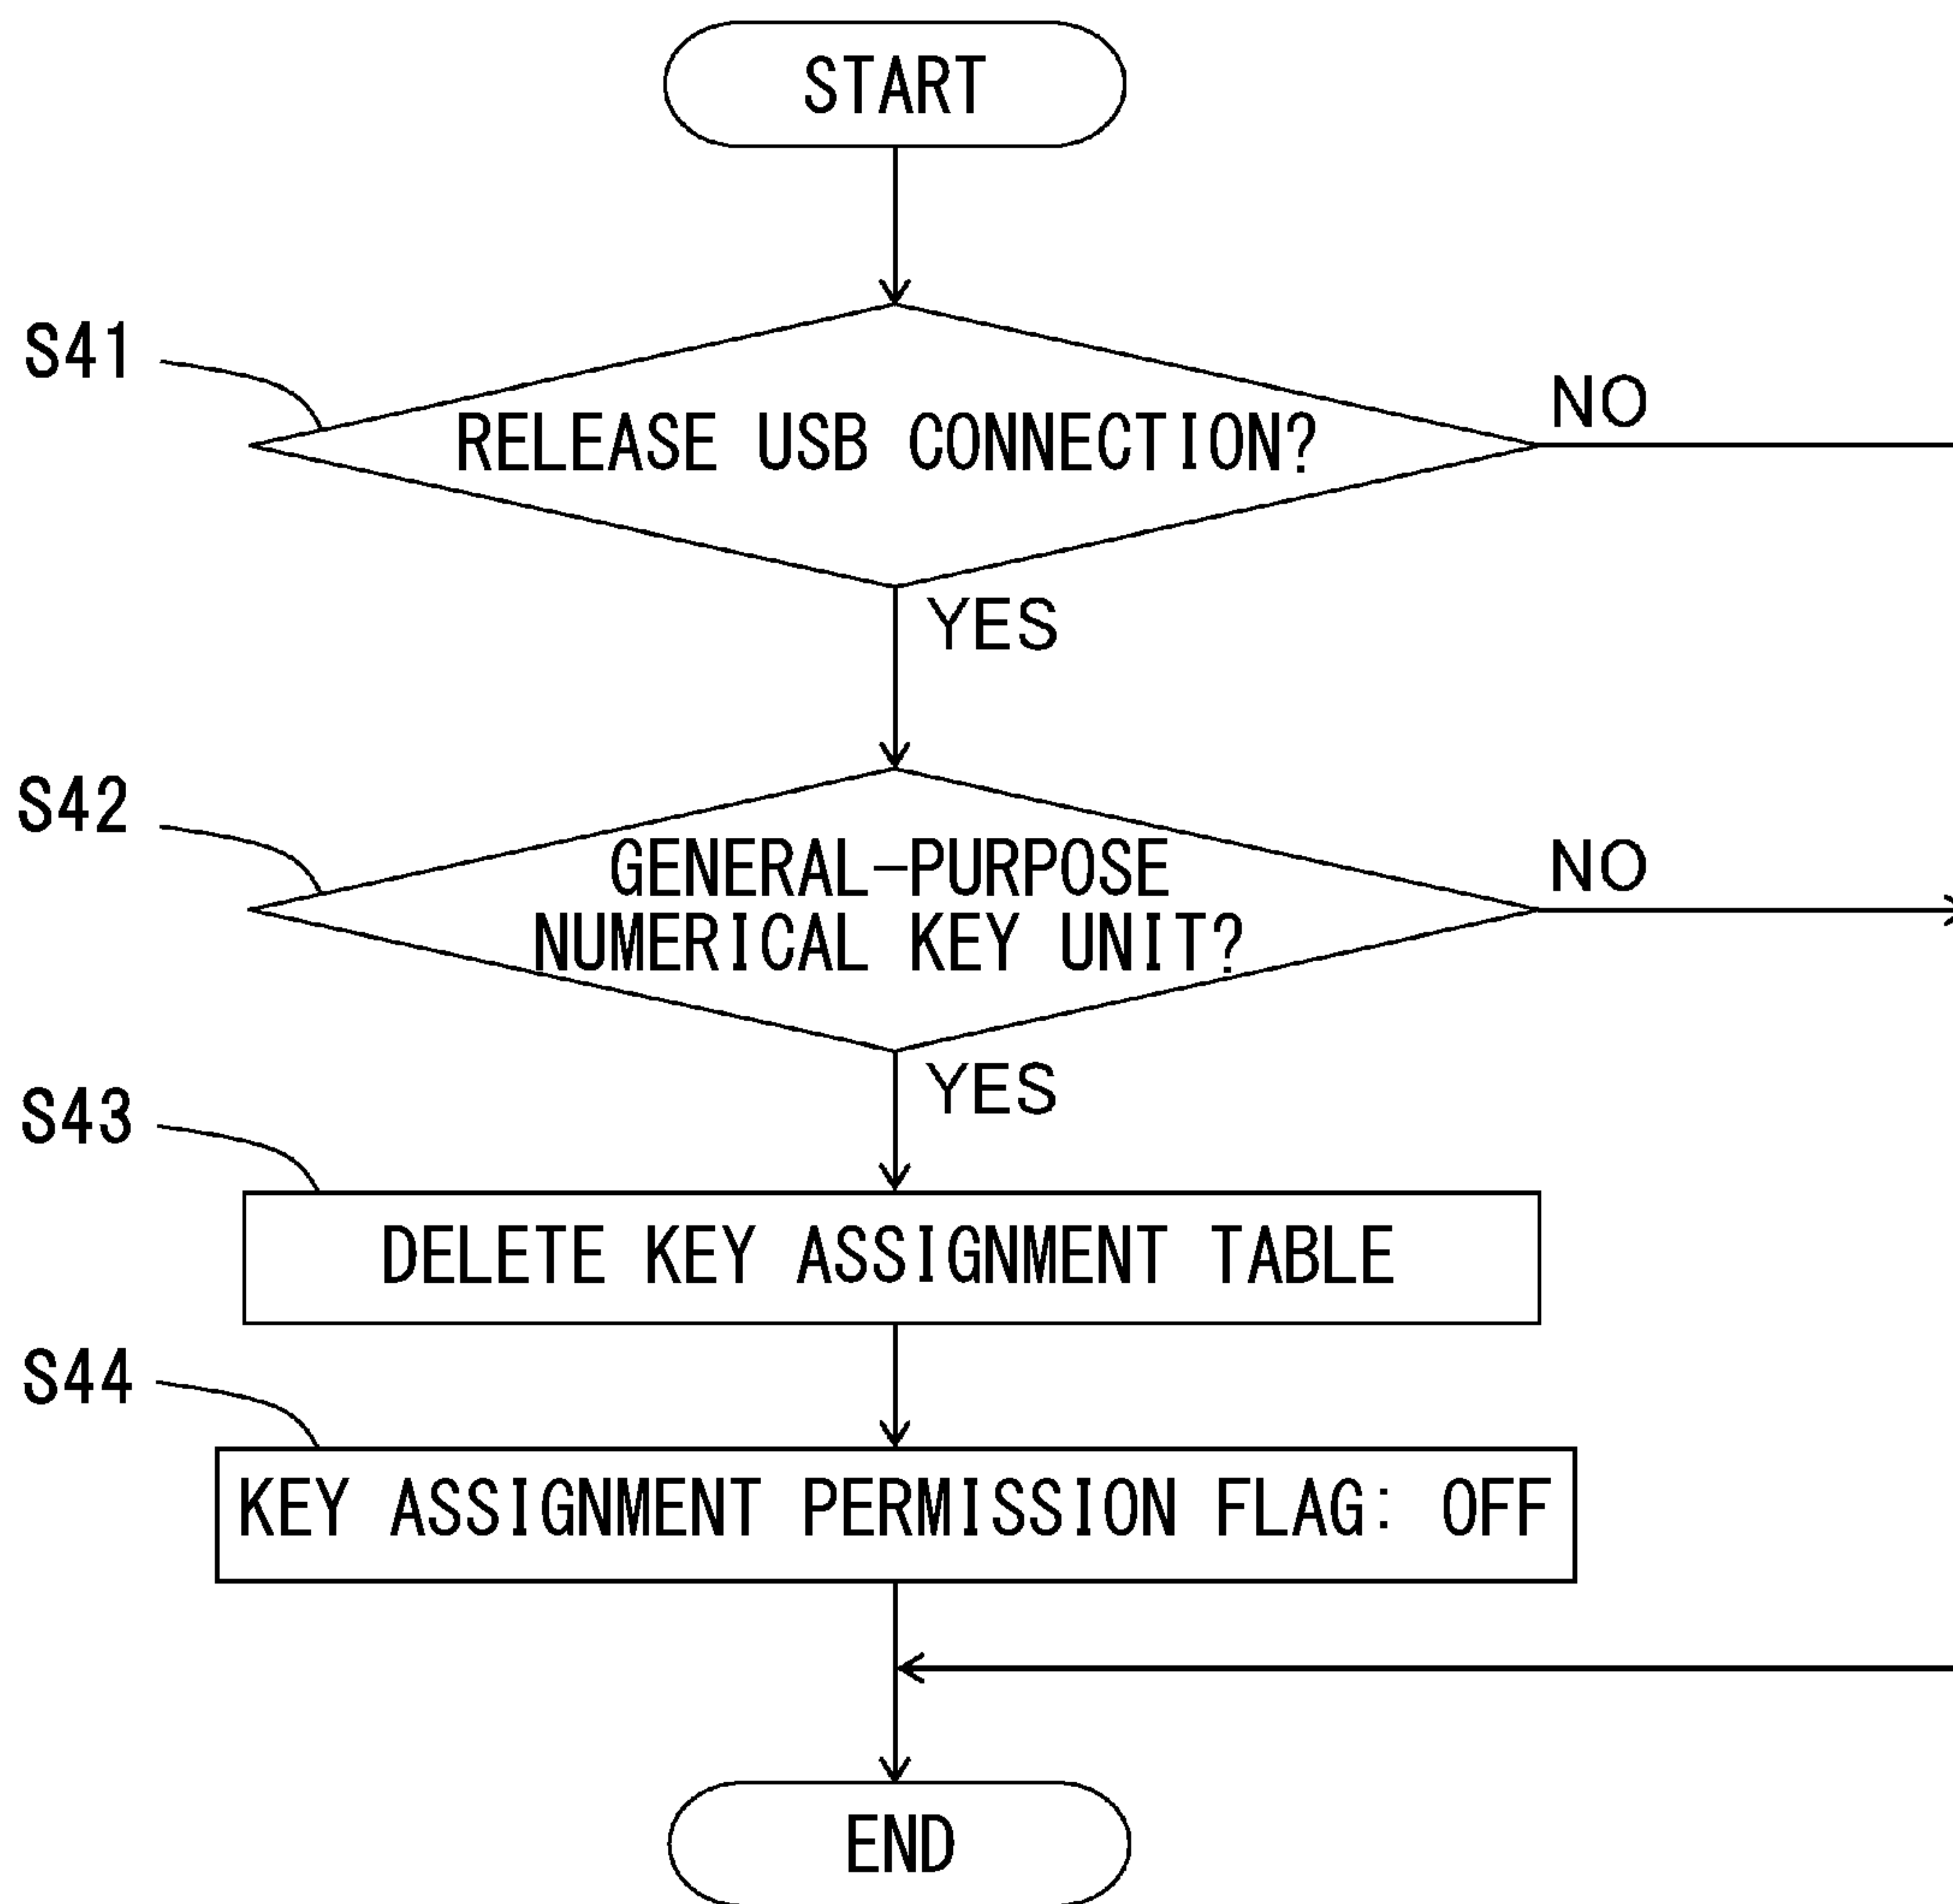 START
S41
RELEASE USB CONNECTION?
NO
YES
S42
GENERAL-PURPOSE
NUMERICAL KEY UNIT?
NO
YES
S43
DELETE KEY ASSIGNMENT TABLE
S44
KEY ASSIGNMENT PERMISSION FLAG: OFF
END